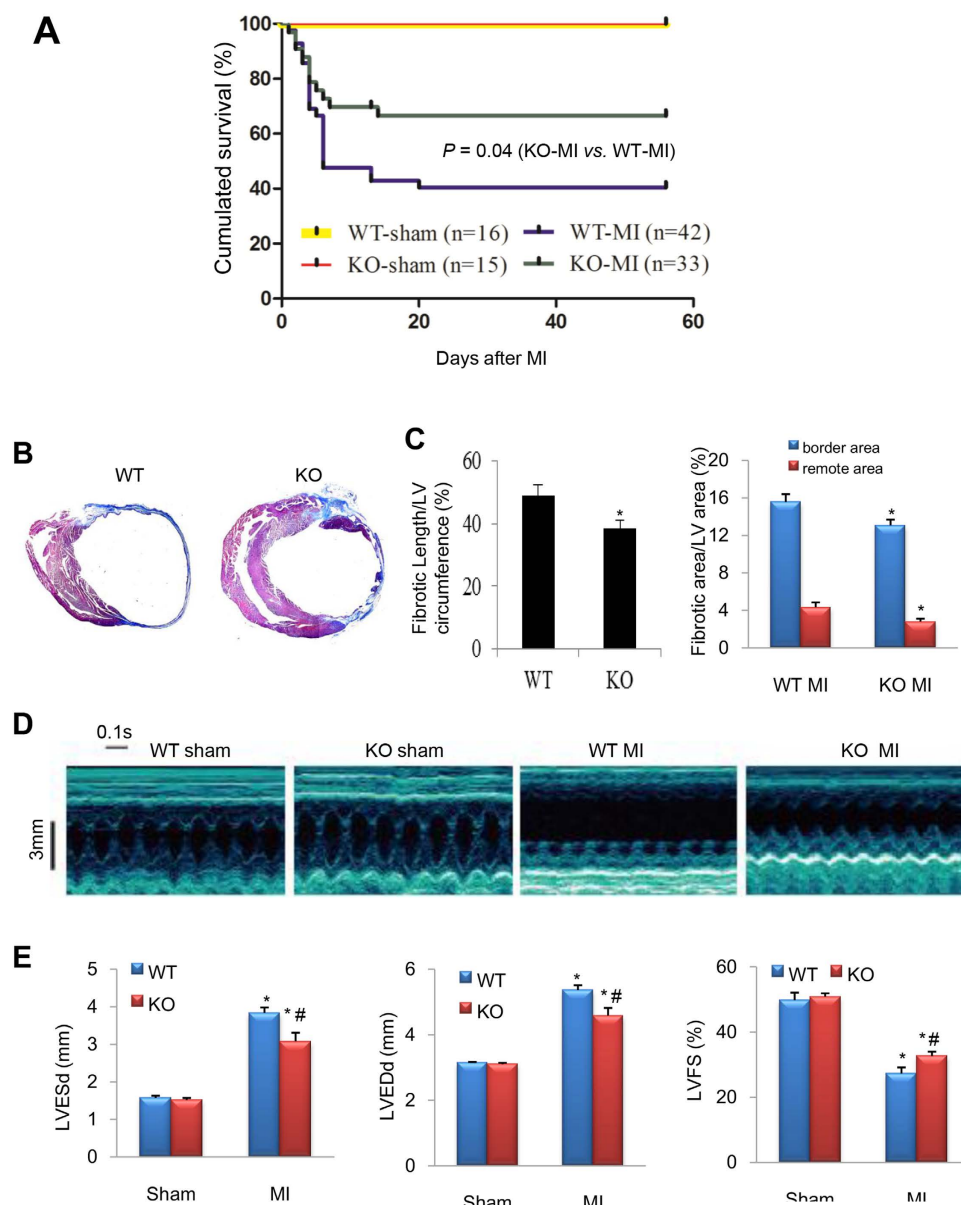 A
Cumulated survival (%)
100
80
60
40
20
0
P = 0.04 (KO-MI vs. WT-MI)
WT-sham (n=16)
WT-MI (n=42)
KO-sham (n=15)
KO-MI (n=33)
0
20
40
60
Days after MI
B
WT
KO
C
Fibrotic Length/LV
circumference (%)
60
40
20
0
*
WT
KO
border area
remote area
Fibrotic area/LV area (%)
20
16
12
8
4
0
*
*
WT MI
KO MI
D
0.1s
3mm
WT sham
KO sham
WT MI
KO MI
E
LVESd (mm)
5
4
3
2
1
0
WT
KO
*
* #
Sham
MI
LVEDd (mm)
6
4
2
0
WT
KO
*
* #
Sham
MI
LVFS (%)
60
40
20
0
WT
KO
*
* #
Sham
MI